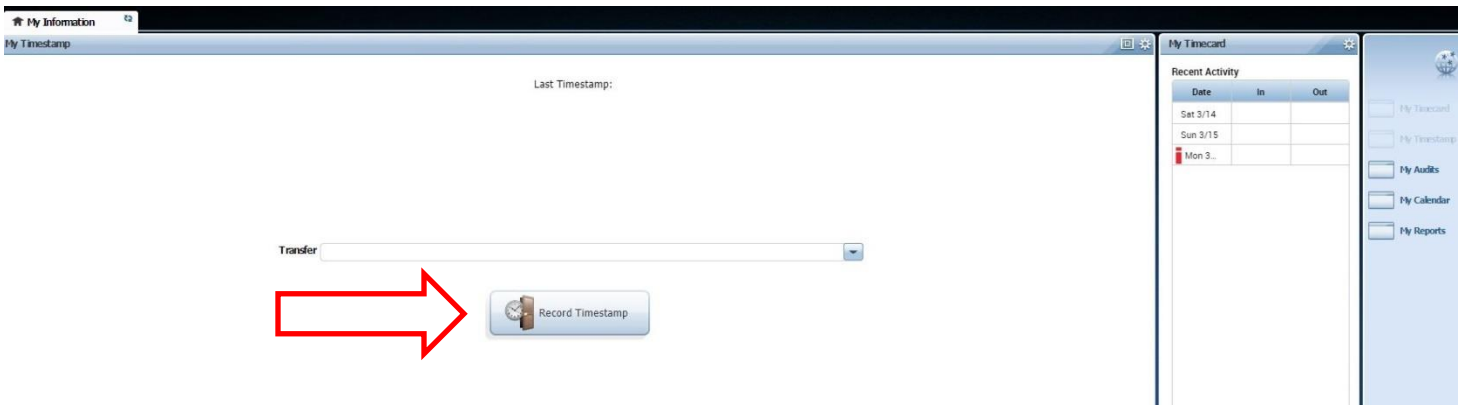 My Information
My Timestamp
Last Timestamp:
Transfer
Record Timestamp
My Timecard
Recent Activity
Date In Out
Sat 3/14
Sun 3/15
Mon 3...
My Timecard
My Timestamp
My Audits
My Calendar
My Reports